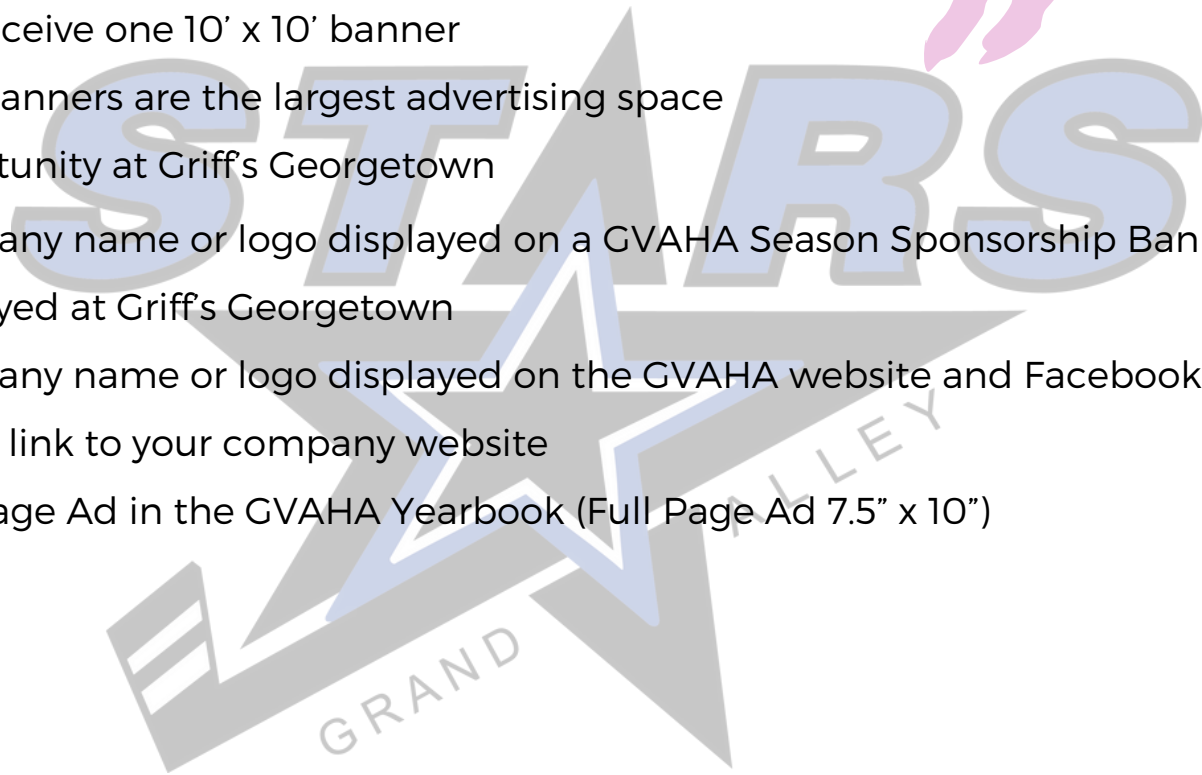 ceive one 10’ x 10’ banner
anners are the largest advertising space
tunity at Griff’s Georgetown
any name or logo displayed on a GVAHA Season Sponsorship Ban
yed at Griff’s Georgetown
any name or logo displayed on the GVAHA website and Facebook
link to your company website
age Ad in the GVAHA Yearbook (Full Page Ad 7.5” x 10”)
STARS
GRAND ALLEY